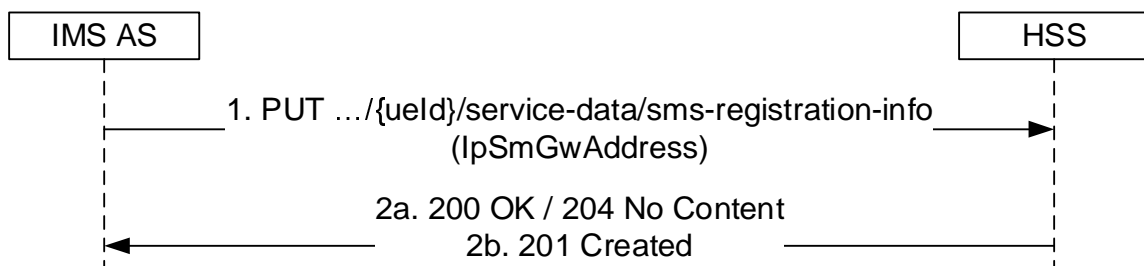 IMS AS
HSS
1. PUT …/{ueId}/service-data/sms-registration-info
(IpSmGwAddress)
2a. 200 OK / 204 No Content
2b. 201 Created